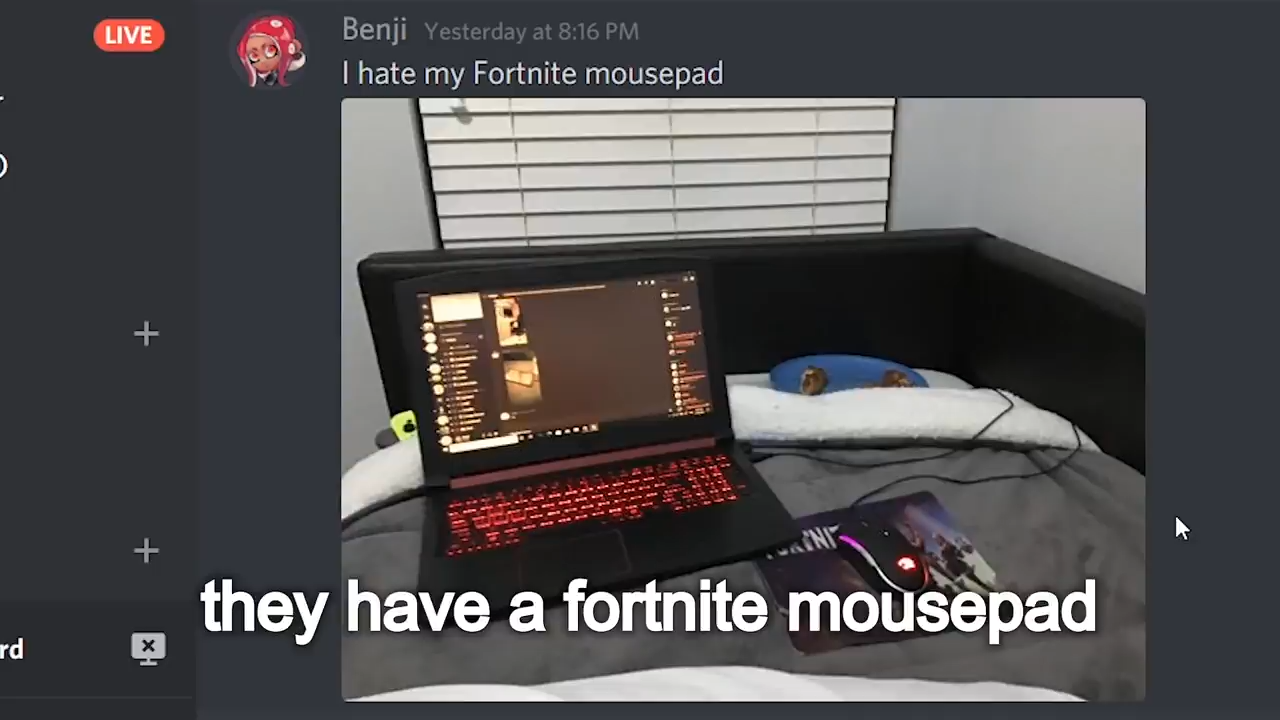 LIVE
Benji Yesterday at 8:16 PM
I hate my Fortnite mousepad
they have a fortnite mousepad
rd